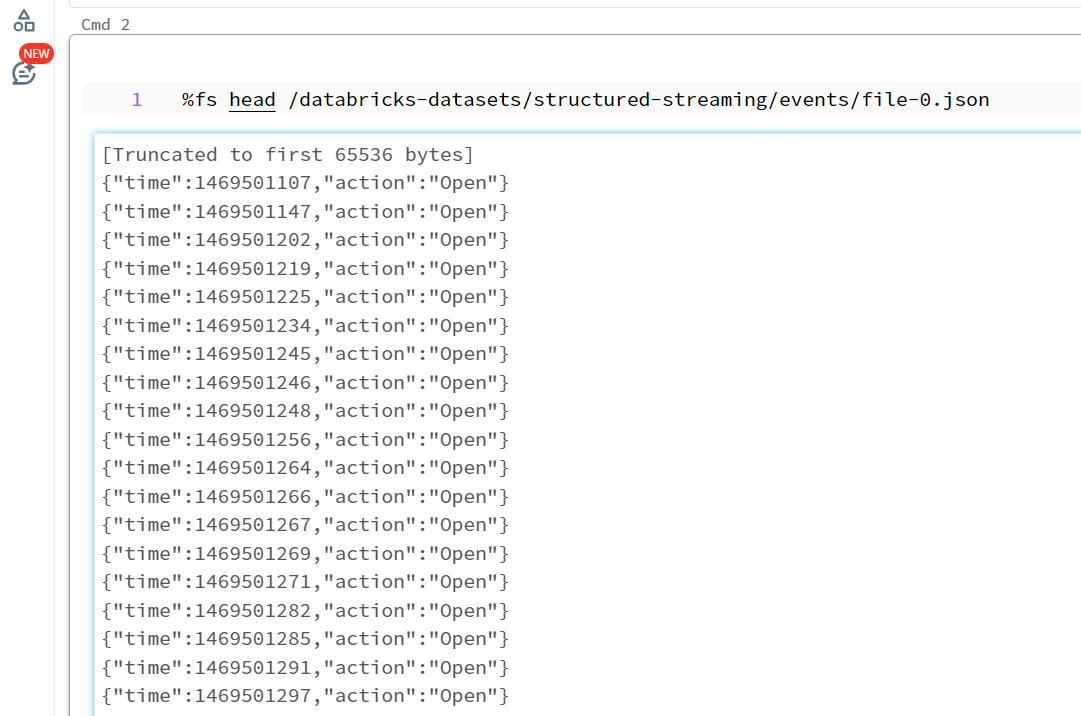 Cmd 2
NEW
1 %fs head /databricks-datasets/structured-streaming/events/file-0.json
[Truncated to first 65536 bytes]
{"time":1469501107,"action":"Open"}
{"time":1469501147,"action":"Open"}
{"time":1469501202,"action":"Open"}
{"time":1469501219,"action":"Open"}
{"time":1469501225,"action":"Open"}
{"time":1469501234,"action":"Open"}
{"time":1469501245,"action":"Open"}
{"time":1469501246,"action":"Open"}
{"time":1469501248,"action":"Open"}
{"time":1469501256,"action":"Open"}
{"time":1469501264,"action":"Open"}
{"time":1469501266,"action":"Open"}
{"time":1469501267,"action":"Open"}
{"time":1469501269,"action":"Open"}
{"time":1469501271,"action":"Open"}
{"time":1469501282,"action":"Open"}
{"time":1469501285,"action":"Open"}
{"time":1469501291,"action":"Open"}
{"time":1469501297,"action":"Open"}